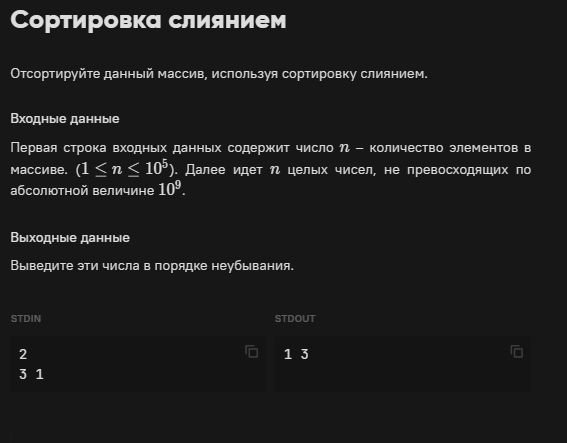 Сортировка слиянием
Отсортируйте данный массив, используя сортировку слиянием.
Входные данные
Первая строка входных данных содержит число n – количество элементов в
массиве. (1 ≤ n ≤ 10^5). Далее идет n целых чисел, не превосходящих по
абсолютной величине 10^9.
Выходные данные
Выведите эти числа в порядке неубывания.
STDIN STDOUT
2 1 3
3 1